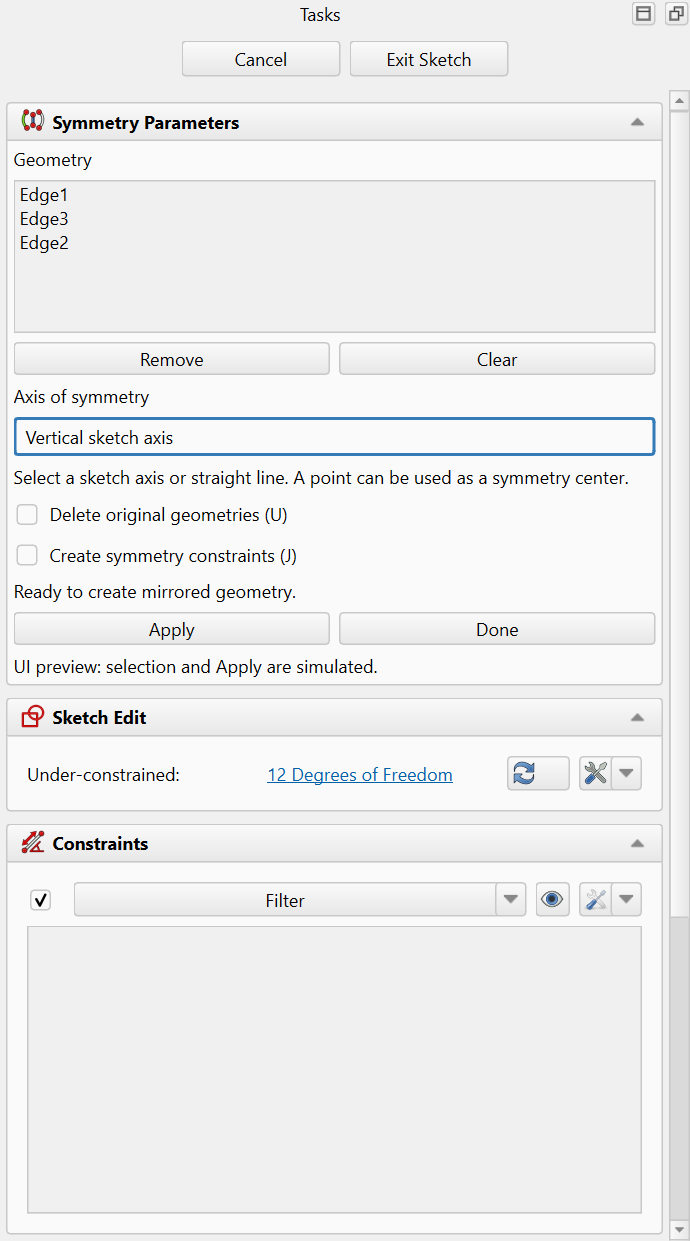 Tasks
Cancel
Exit Sketch
Symmetry Parameters
Geometry
Edge1
Edge3
Edge2
Remove
Clear
Axis of symmetry
Vertical sketch axis
Select a sketch axis or straight line. A point can be used as a symmetry center.
Delete original geometries (U)
Create symmetry constraints (J)
Ready to create mirrored geometry.
Apply
Done
UI preview: selection and Apply are simulated.
Sketch Edit
Under-constrained:
12 Degrees of Freedom
Constraints
Filter